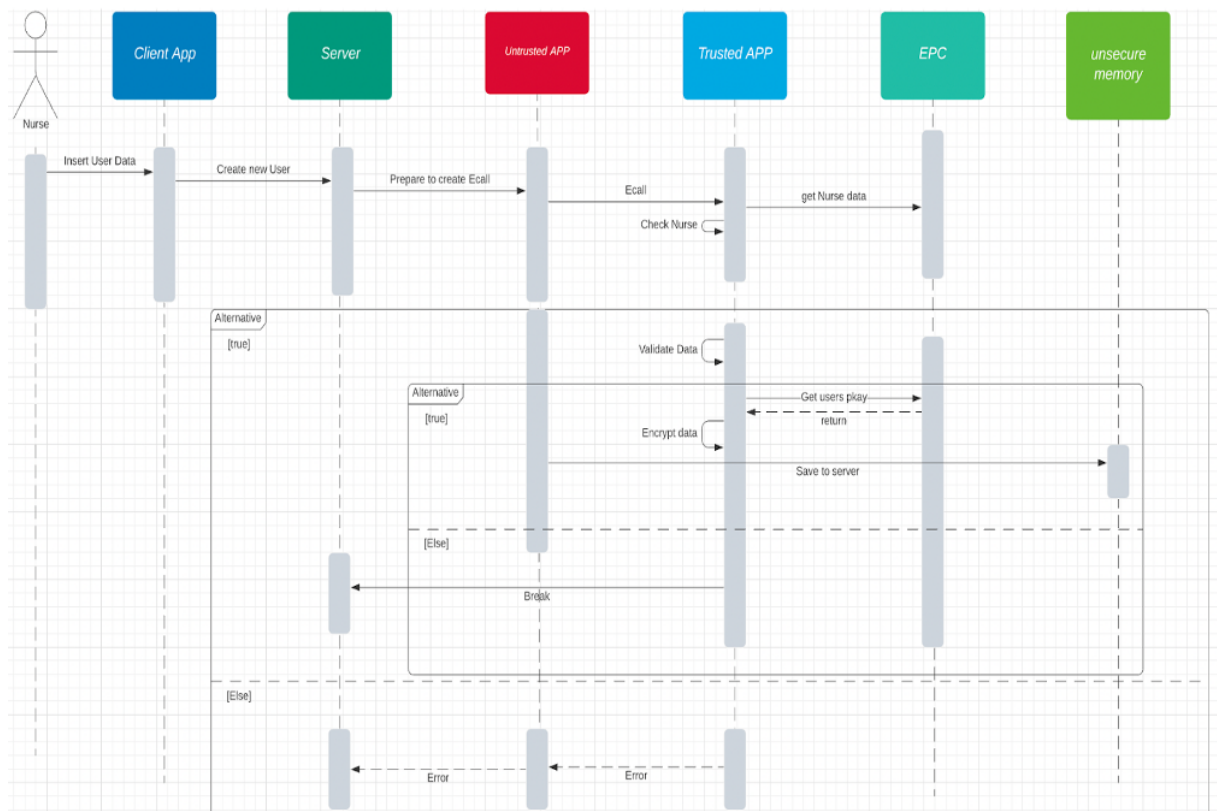 Client App
Server
Untrusted APP
Trusted APP
EPC
unsecure
memory
Nurse
Insert User Data
Create new User
Prepare to create Ecall
Ecall
get Nurse data
Check Nurse
Alternative
[true]
Validate Data
Alternative
[true]
Get users pkay
return
Encrypt data
Save to server
[Else]
Break
[Else]
Error
Error